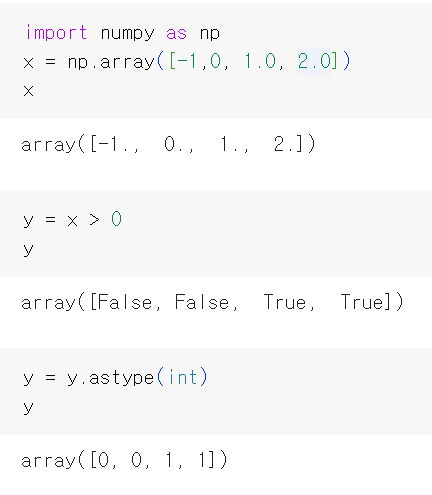 import numpy as np
x = np.array([-1,0, 1.0, 2.0])
x
array([-1.,  0.,  1.,  2.])
y = x > 0
y
array([False, False,  True,  True])
y = y.astype(int)
y
array([0, 0, 1, 1])